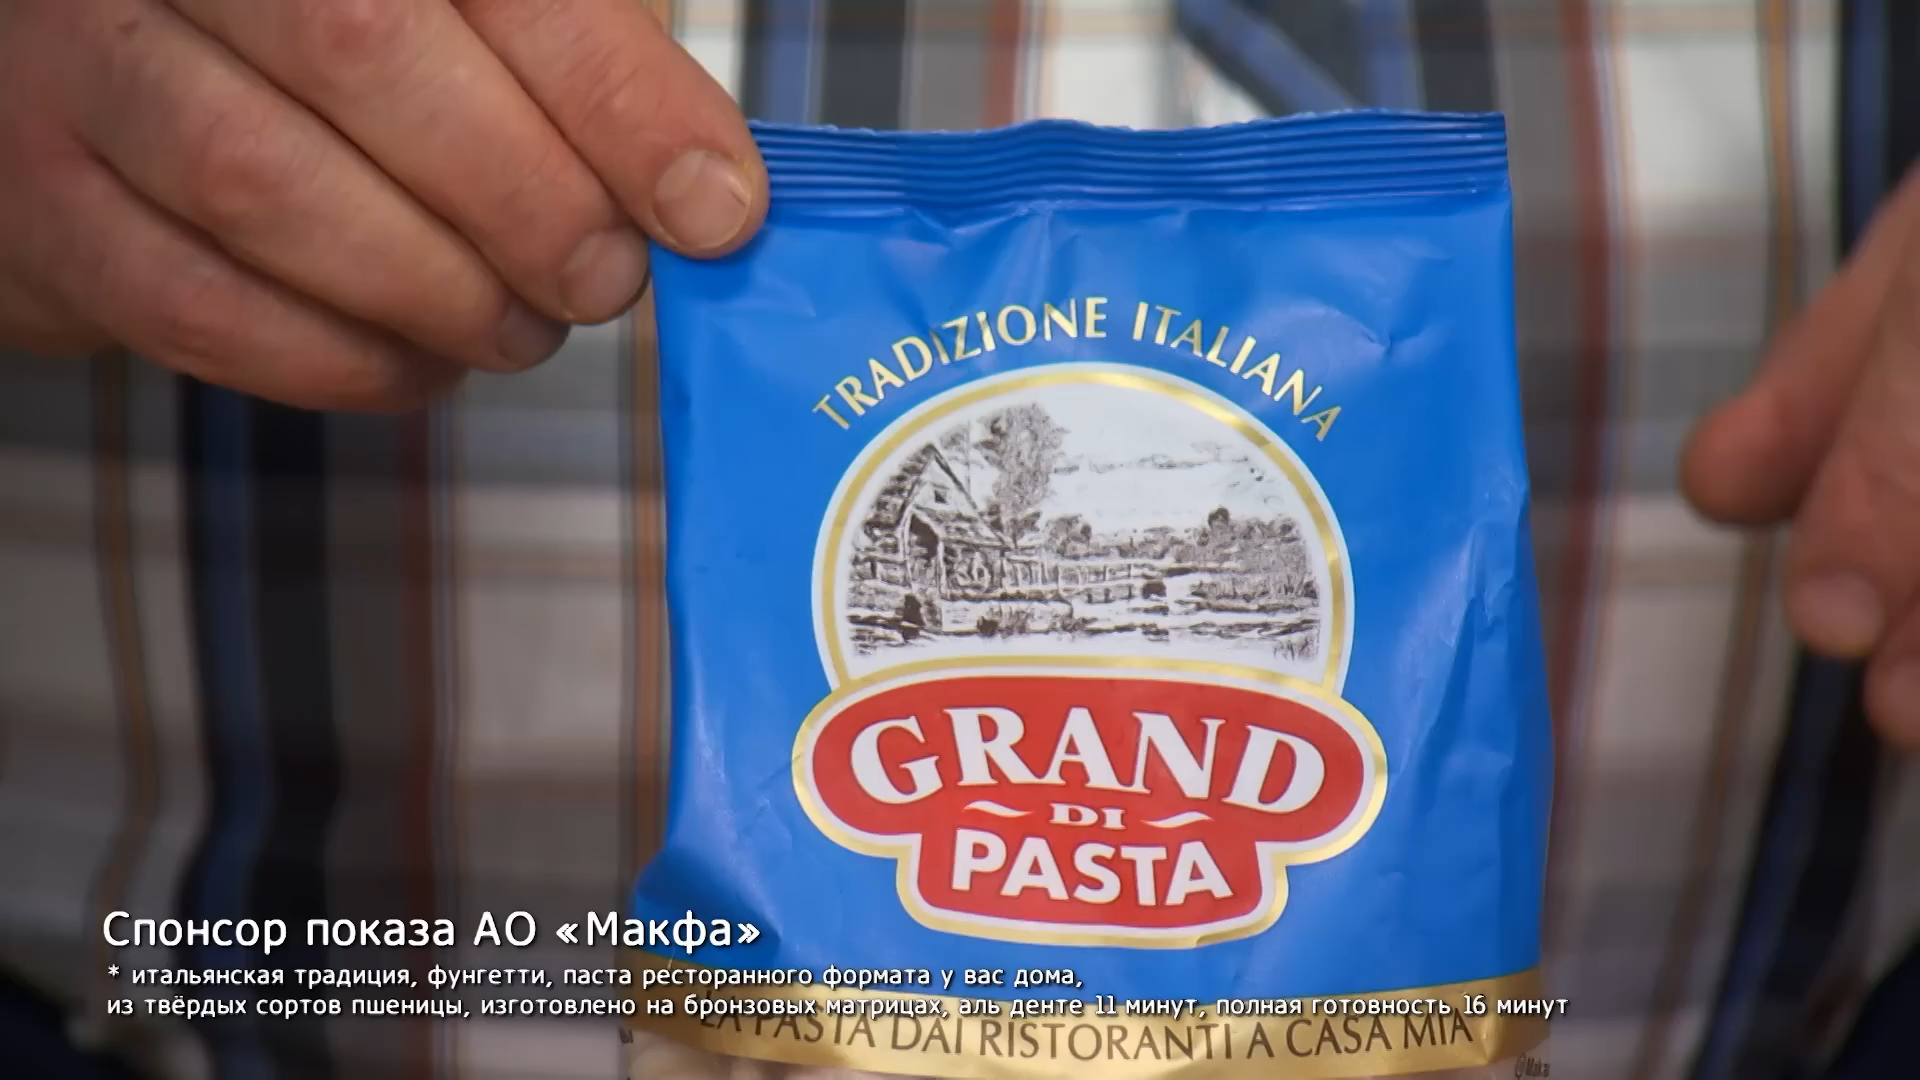 TRADIZIONE ITALIANA
GRAND
DI
PASTA
Спонсор показа АО «Макфа»
* итальянская традиция, фунгетти, паста ресторанного формата у вас дома,
из твёрдых сортов пшеницы, изготовлено на бронзовых матрицах, аль денте 11 минут, полная готовность 16 минут
LA PASTA DAI RISTORANTI A CASA MIA